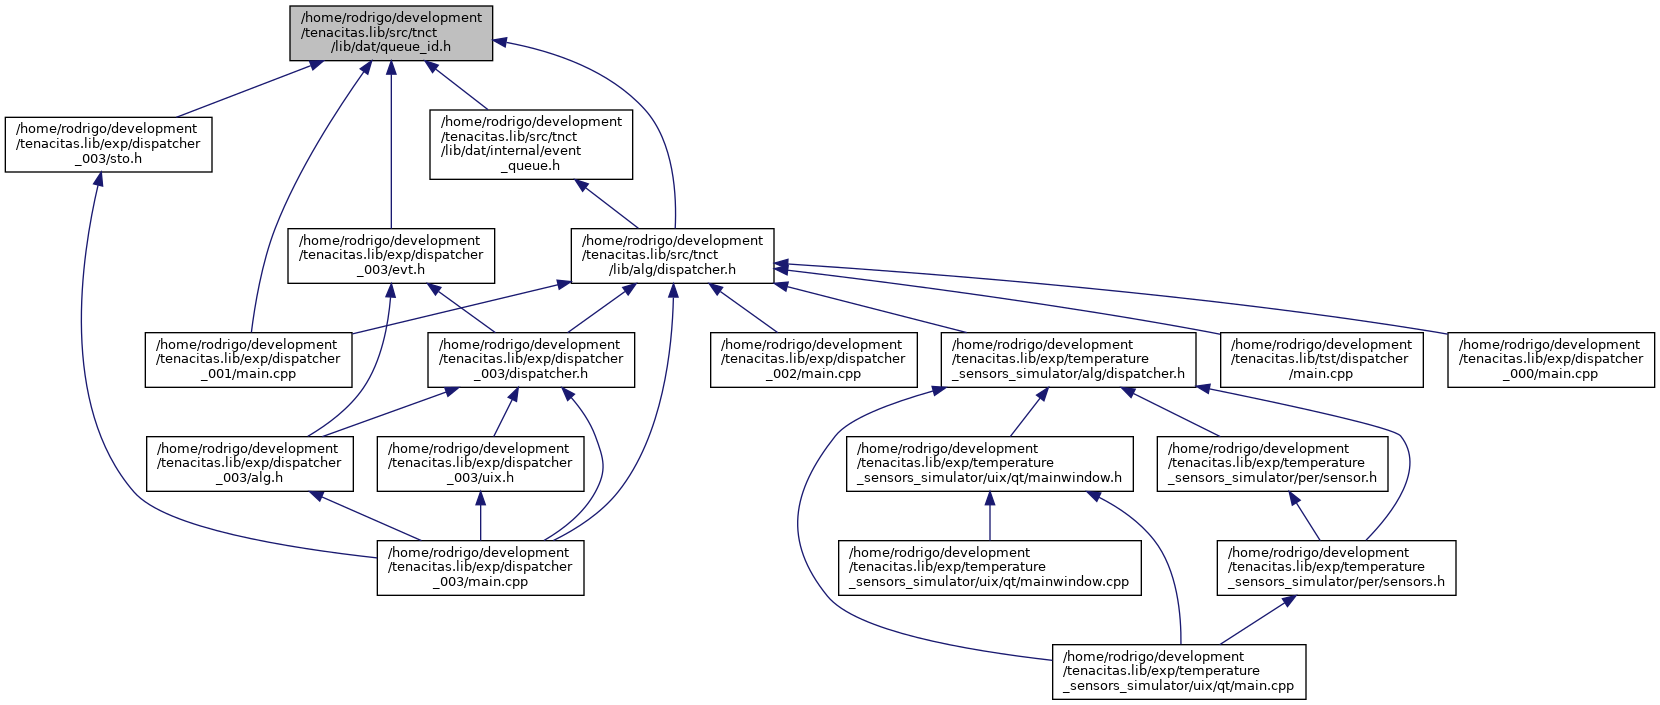 /home/rodrigo/development
/tenacitas.lib/src/tnct
/lib/dat/queue_id.h
/home/rodrigo/development
/tenacitas.lib/exp/dispatcher
_003/sto.h
/home/rodrigo/development
/tenacitas.lib/src/tnct
/lib/dat/internal/event
_queue.h
/home/rodrigo/development
/tenacitas.lib/exp/dispatcher
_003/evt.h
/home/rodrigo/development
/tenacitas.lib/src/tnct
/lib/alg/dispatcher.h
/home/rodrigo/development
/tenacitas.lib/exp/dispatcher
_001/main.cpp
/home/rodrigo/development
/tenacitas.lib/exp/dispatcher
_003/dispatcher.h
/home/rodrigo/development
/tenacitas.lib/exp/dispatcher
_002/main.cpp
/home/rodrigo/development
/tenacitas.lib/exp/temperature
_sensors_simulator/alg/dispatcher.h
/home/rodrigo/development
/tenacitas.lib/tst/dispatcher
/main.cpp
/home/rodrigo/development
/tenacitas.lib/exp/dispatcher
_000/main.cpp
/home/rodrigo/development
/tenacitas.lib/exp/dispatcher
_003/alg.h
/home/rodrigo/development
/tenacitas.lib/exp/dispatcher
_003/uix.h
/home/rodrigo/development
/tenacitas.lib/exp/temperature
_sensors_simulator/uix/qt/mainwindow.h
/home/rodrigo/development
/tenacitas.lib/exp/temperature
_sensors_simulator/per/sensor.h
/home/rodrigo/development
/tenacitas.lib/exp/dispatcher
_003/main.cpp
/home/rodrigo/development
/tenacitas.lib/exp/temperature
_sensors_simulator/uix/qt/mainwindow.cpp
/home/rodrigo/development
/tenacitas.lib/exp/temperature
_sensors_simulator/per/sensors.h
/home/rodrigo/development
/tenacitas.lib/exp/temperature
_sensors_simulator/uix/qt/main.cpp